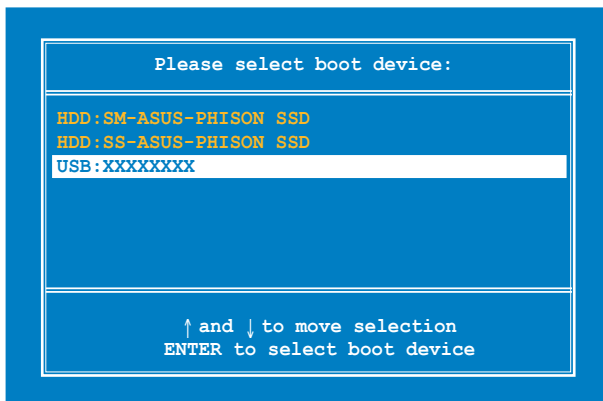 Please select boot device:
HDD:SM-ASUS-PHISON SSD
HDD:SS-ASUS-PHISON SSD
USB:XXXXXXXX
↑ and ↓ to move selection
ENTER to select boot device